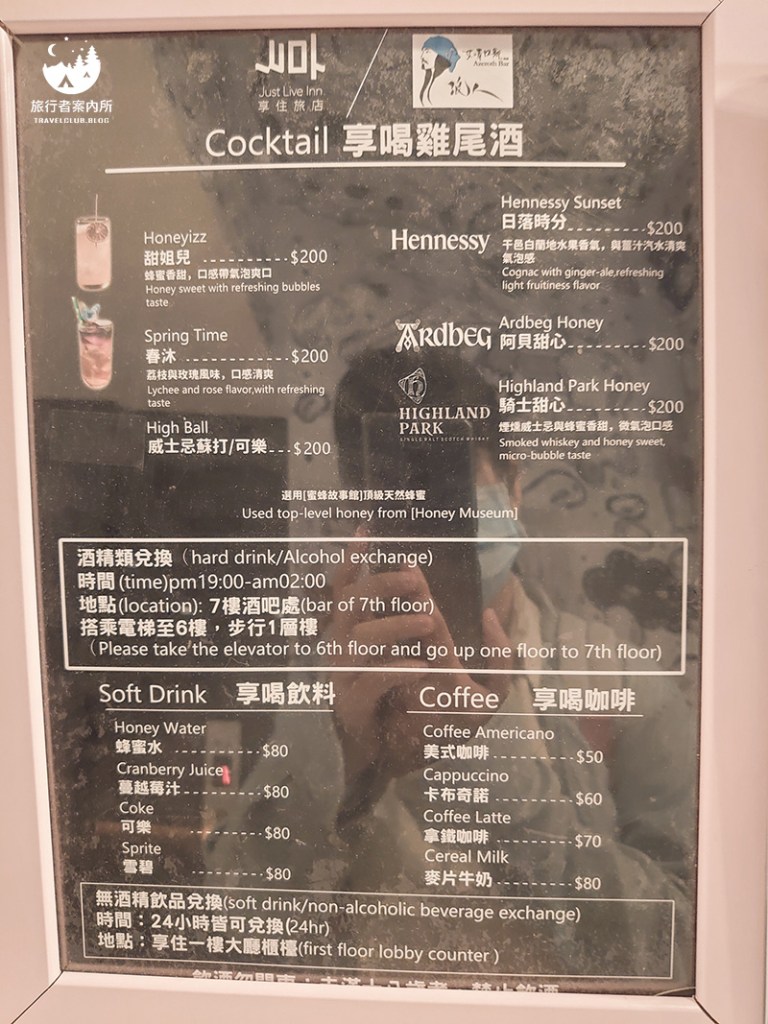 旅行者案內所
TRAVELCLUB.BLOG
Just Live Inn
享住旅店
浪人
Cocktail 享喝雞尾酒
Honeyizz
甜姐兒 ----------$200
蜂蜜香甜，口感帶氣泡爽口
Honey sweet with refreshing bubbles
taste
Spring Time
春沐------------$200
荔枝與玫瑰風味，口感清爽
Lychee and rose flavor,with refreshing
taste
High Ball
威士忌蘇打/可樂---$200
Hennessy
Hennessy Sunset
日落時分----------$200
干邑白蘭地水果香氣，與薑汁汽水清爽
氣泡感
Cognac with ginger-ale,refreshing
light fruitiness flavor
ARDBEG
Ardbeg Honey
阿貝甜心----------$200
HIGHLAND
PARK
SINGLE MALT SCOTCH WHISKY
Highland Park Honey
騎士甜心----------$200
煙燻威士忌與蜂蜜香甜，微氣泡口感
Smoked whiskey and honey sweet,
micro-bubble taste
選用[蜜蜂故事館]頂級天然蜂蜜
Used top-level honey from [Honey Museum]
酒精類兌換（hard drink/Alcohol exchange)
時間(time)pm19:00-am02:00
地點(location): 7樓酒吧處(bar of 7th floor)
搭乘電梯至6樓，步行1層樓
（Please take the elevator to 6th floor and go up one floor to 7th floor)
Soft Drink 享喝飲料
Honey Water
蜂蜜水 -----------$80
Cranberry Juice
蔓越莓汁----------$80
Coke
可樂 ------------$80
Sprite
雪碧 ------------$80
Coffee 享喝咖啡
Coffee Americano
美式咖啡----------$50
Cappuccino
卡布奇諾----------$60
Coffee Latte
拿鐵咖啡----------$70
Cereal Milk
麥片牛奶----------$80
無酒精飲品兌換(soft drink/non-alcoholic beverage exchange)
時間：24小時皆可兌換(24hr)
地點：享住一樓大廳櫃檯(first floor lobby counter )